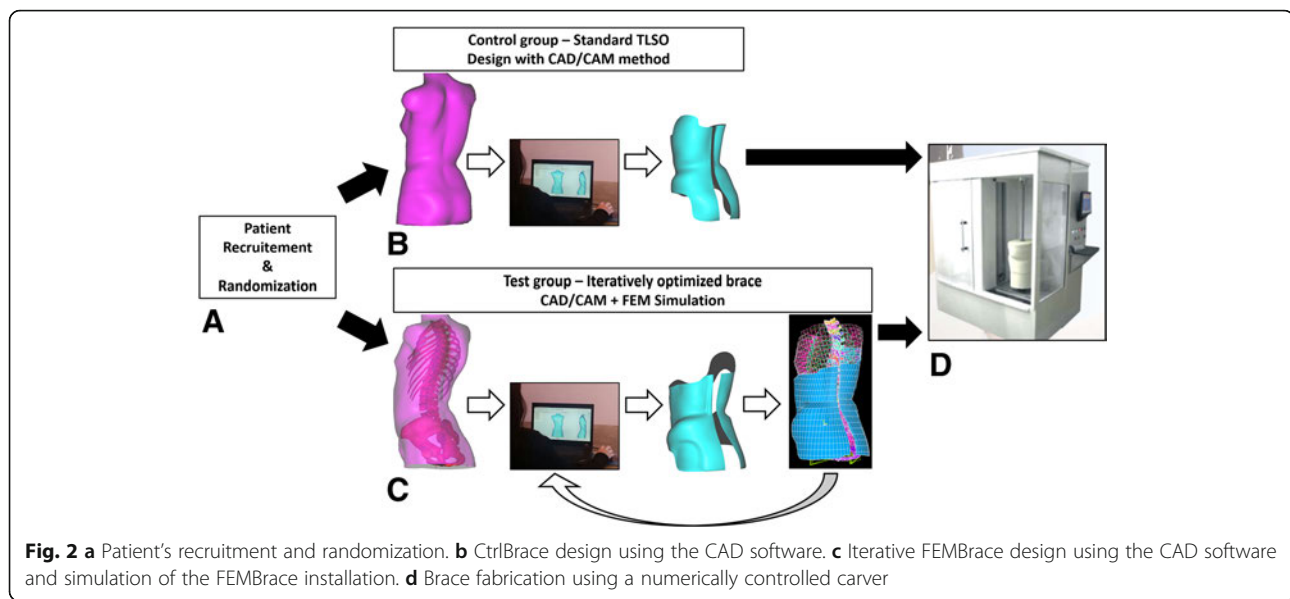 Control group – Standard TLSO
Design with CAD/CAM method
B
Patient
Recruitement
&
Randomization
A
Test group – Iteratively optimized brace
CAD/CAM + FEM Simulation
C
D
Fig. 2 a Patient's recruitment and randomization. b CtrlBrace design using the CAD software. c Iterative FEMBrace design using the CAD software
and simulation of the FEMBrace installation. d Brace fabrication using a numerically controlled carver